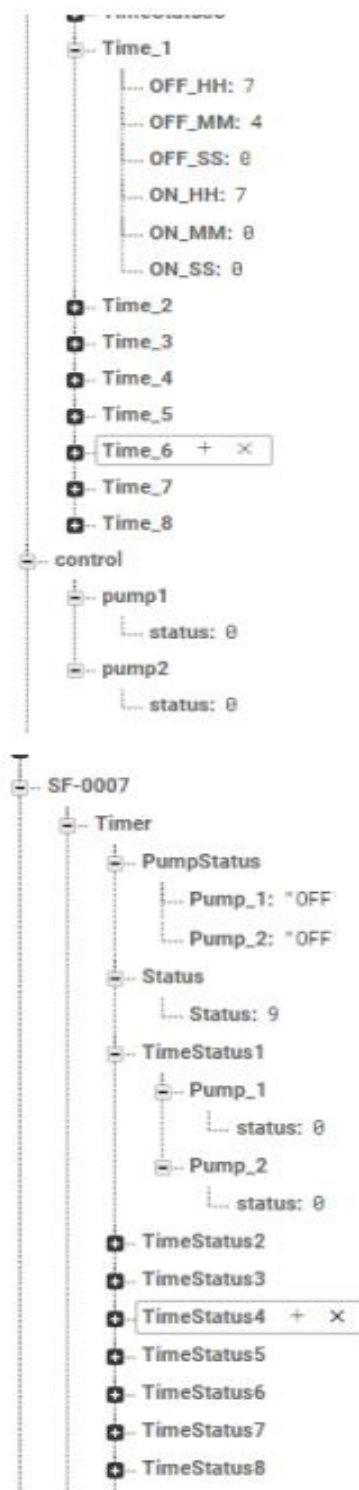 Time_1
OFF_HH: 7
OFF_MM: 4
OFF_SS: 0
ON_HH: 7
ON_MM: 0
ON_SS: 0
Time_2
Time_3
Time_4
Time_5
Time_6 + ×
Time_7
Time_8
control
pump1
status: 0
pump2
status: 0
SF-0007
Timer
PumpStatus
Pump_1: "OFF
Pump_2: "OFF
Status
Status: 9
TimeStatus1
Pump_1
status: 0
Pump_2
status: 0
TimeStatus2
TimeStatus3
TimeStatus4 + ×
TimeStatus5
TimeStatus6
TimeStatus7
TimeStatus8